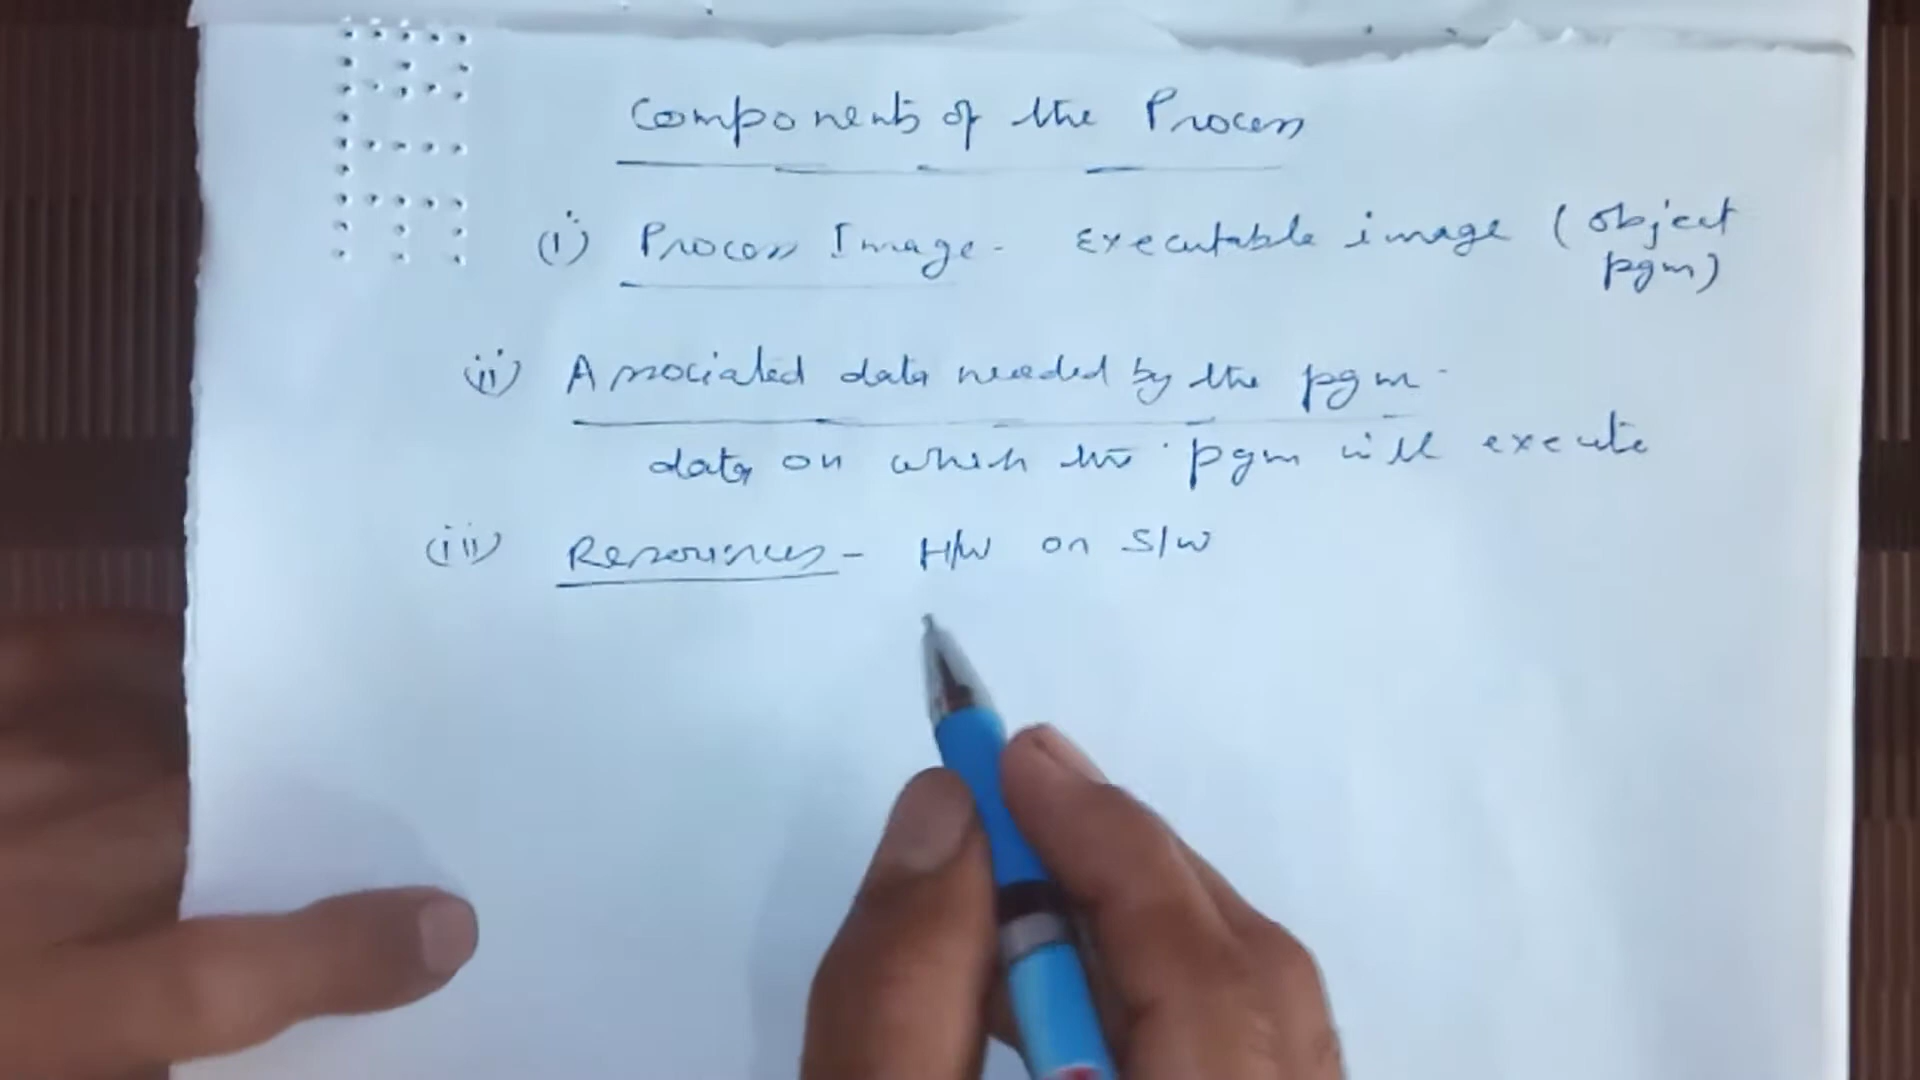 Components of the Process
(i) Process Image - Executable image (object
pgm)
ii) Associated data needed by the pgm -
data on which the pgm will execute
(iii) Resources - H/W or S/W